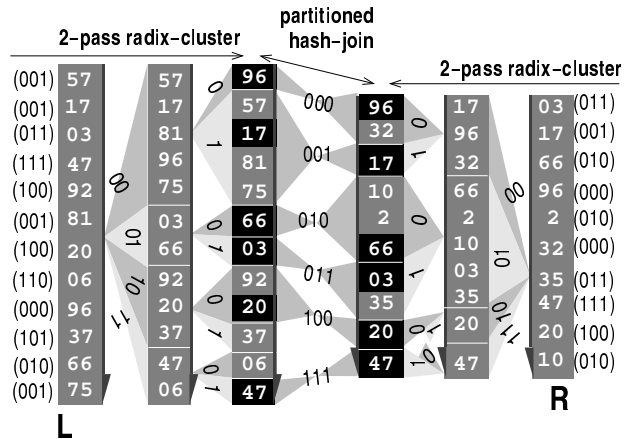 partitioned
2-pass radix-cluster hash-join
2-pass radix-cluster
(001) 57 57 0 96
(001) 17 17 57 000 96 0 17 03 (011)
(011) 03 81 1 17 32 96 17 (001)
(111) 47 96 81 001 17 1 32 66 (010)
(100) 92 00 75 75 10 66 00 96 (000)
(001) 81 01 03 0 66 010 2 0 2 2 (010)
(100) 20 66 1 03 66 10 01 32 (000)
(110) 06 10 92 92 011 03 1 03 35 (011)
(000) 96 11 20 0 20 100 35 35 10 47 (111)
(101) 37 37 1 37 20 0 1 20 11 20 (100)
(010) 66 47 0 06 111 47 1 0 47 10 (010)
(001) 75 06 1 47
L R